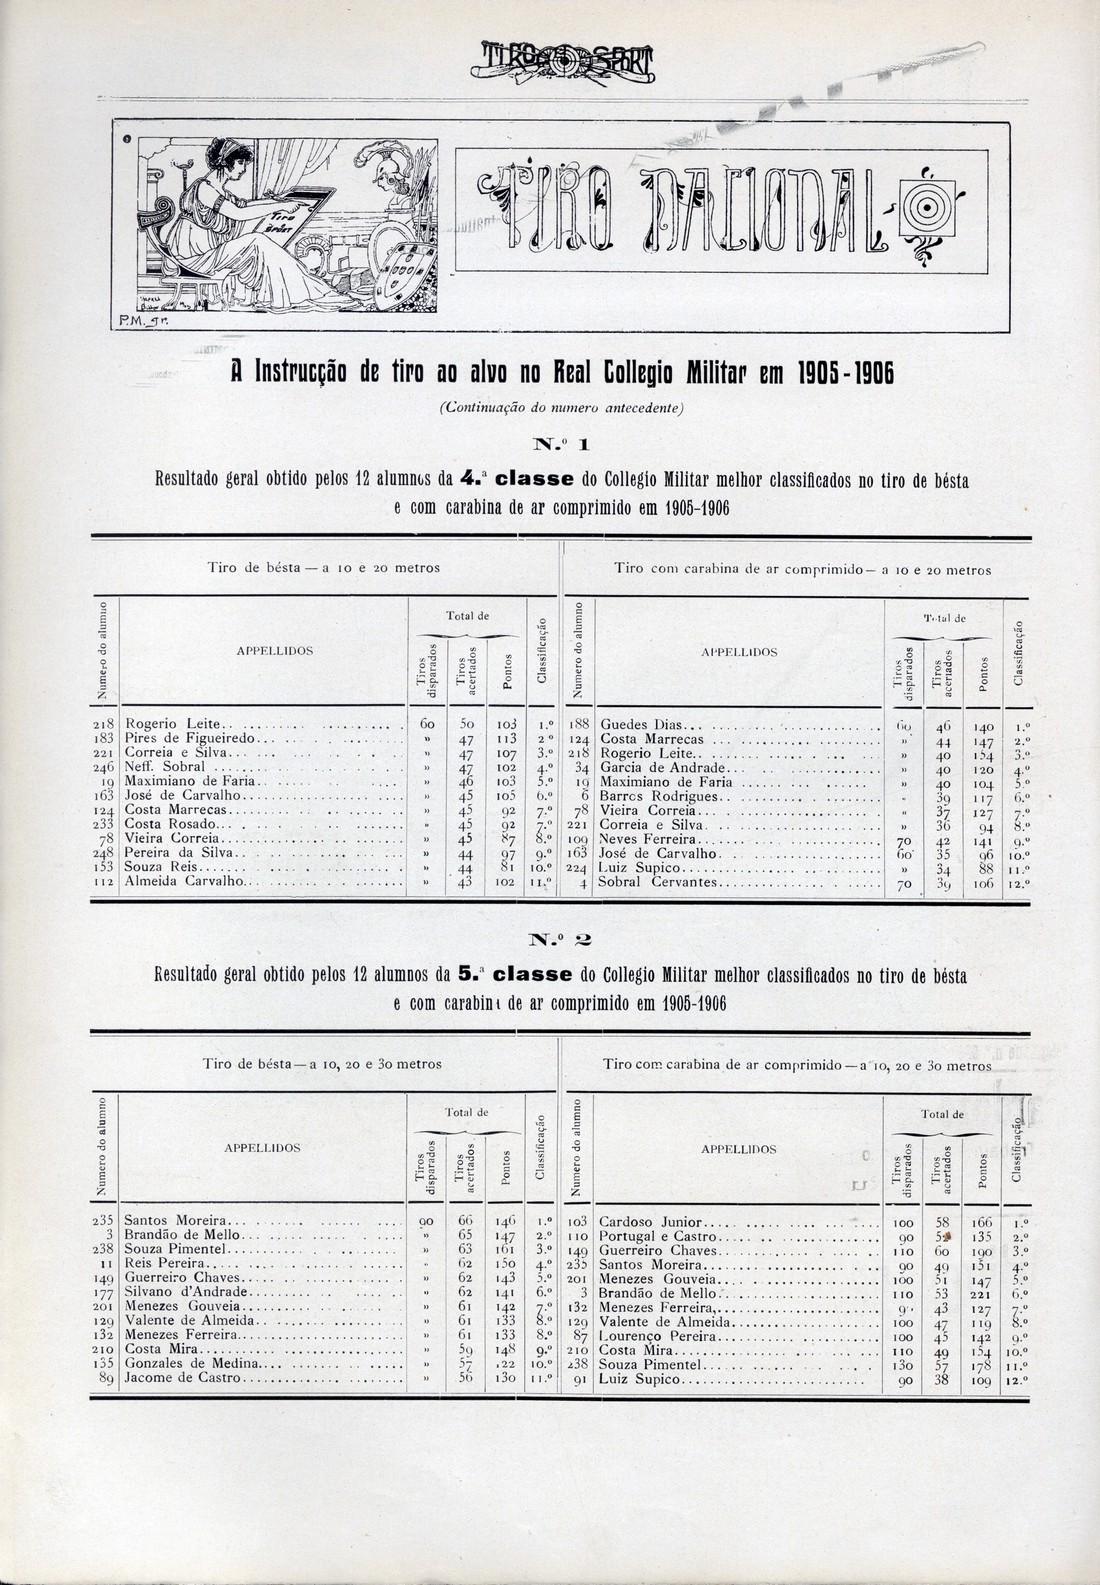 TIRO SPORT
TIRO NACIONAL
Tiro
Sport
P.M. Jr.
A Instrucção de tiro ao alvo no Real Collegio Militar em 1905-1906
(Continuação do numero antecedente)
N.º 1
Resultado geral obtido pelos 12 alumnos da 4.ª classe do Collegio Militar melhor classificados no tiro de bésta
e com carabina de ar comprimido em 1905-1906
Tiro de bésta — a 10 e 20 metros
Numero do alumno APPELLIDOS Total de Tiros disparados Tiros acertados Pontos Classificação
218 Rogerio Leite 60 50 103 1.º
183 Pires de Figueiredo » 47 113 2º
221 Correia e Silva » 47 107 3.º
246 Neff. Sobral » 47 102 4.º
19 Maximiano de Faria » 46 103 5.º
163 José de Carvalho » 45 105 6.º
124 Costa Marrecas » 45 92 7.º
233 Costa Rosado » 45 92 7.º
78 Vieira Correia » 45 87 8.º
248 Pereira da Silva » 44 97 9.º
153 Souza Reis » 44 81 10.º
112 Almeida Carvalho » 43 102 11.º
Tiro com carabina de ar comprimido — a 10 e 20 metros
Numero do alumno APPELLIDOS Total de Tiros disparados Tiros acertados Pontos Classificação
188 Guedes Dias 60 46 140 1.º
124 Costa Marrecas » 44 147 2.º
218 Rogerio Leite » 40 154 3.º
34 Garcia de Andrade » 40 120 4.º
19 Maximiano de Faria » 40 104 5.º
6 Barros Rodrigues » 39 117 6.º
78 Vieira Correia » 37 127 7.º
221 Correia e Silva » 36 94 8.º
109 Neves Ferreira 70 42 141 9.º
163 José de Carvalho 60 35 96 10.º
224 Luiz Supico » 34 88 11.º
4 Sobral Cervantes 70 39 106 12.º
N.º 2
Resultado geral obtido pelos 12 alumnos da 5.ª classe do Collegio Militar melhor classificados no tiro de bésta
e com carabina de ar comprimido em 1905-1906
Tiro de bésta — a 10, 20 e 30 metros
Numero do alumno APPELLIDOS Total de Tiros disparados Tiros acertados Pontos Classificação
235 Santos Moreira 90 66 146 1.º
3 Brandão de Mello » 65 147 2.º
238 Souza Pimentel » 63 161 3.º
11 Reis Pereira » 62 150 4.º
149 Guerreiro Chaves » 62 143 5.º
177 Silvano d'Andrade » 62 141 6.º
201 Menezes Gouveia » 61 142 7.º
129 Valente de Almeida » 61 133 8.º
132 Menezes Ferreira » 61 133 8.º
210 Costa Mira » 59 148 9.º
155 Gonzales de Medina » 57 22 10.º
89 Jacome de Castro » 56 130 11.º
Tiro com carabina de ar comprimido — a 10, 20 e 30 metros
Numero do alumno APPELLIDOS Total de Tiros disparados Tiros acertados Pontos Classificação
103 Cardoso Junior 100 58 166 1.º
110 Portugal e Castro 90 135 2.º
149 Guerreiro Chaves 110 60 190 3.º
235 Santos Moreira 90 49 151 4.º
201 Menezes Gouveia 100 51 147 5.º
3 Brandão de Mello 110 53 221 6.º
132 Menezes Ferreira, 43 127 7.º
129 Valente de Almeida 100 47 119 8.º
87 Lourenço Pereira 100 45 142 9.º
210 Costa Mira 110 49 154 10.º
238 Souza Pimentel 130 57 178 11.º
91 Luiz Supico 90 38 109 12.º